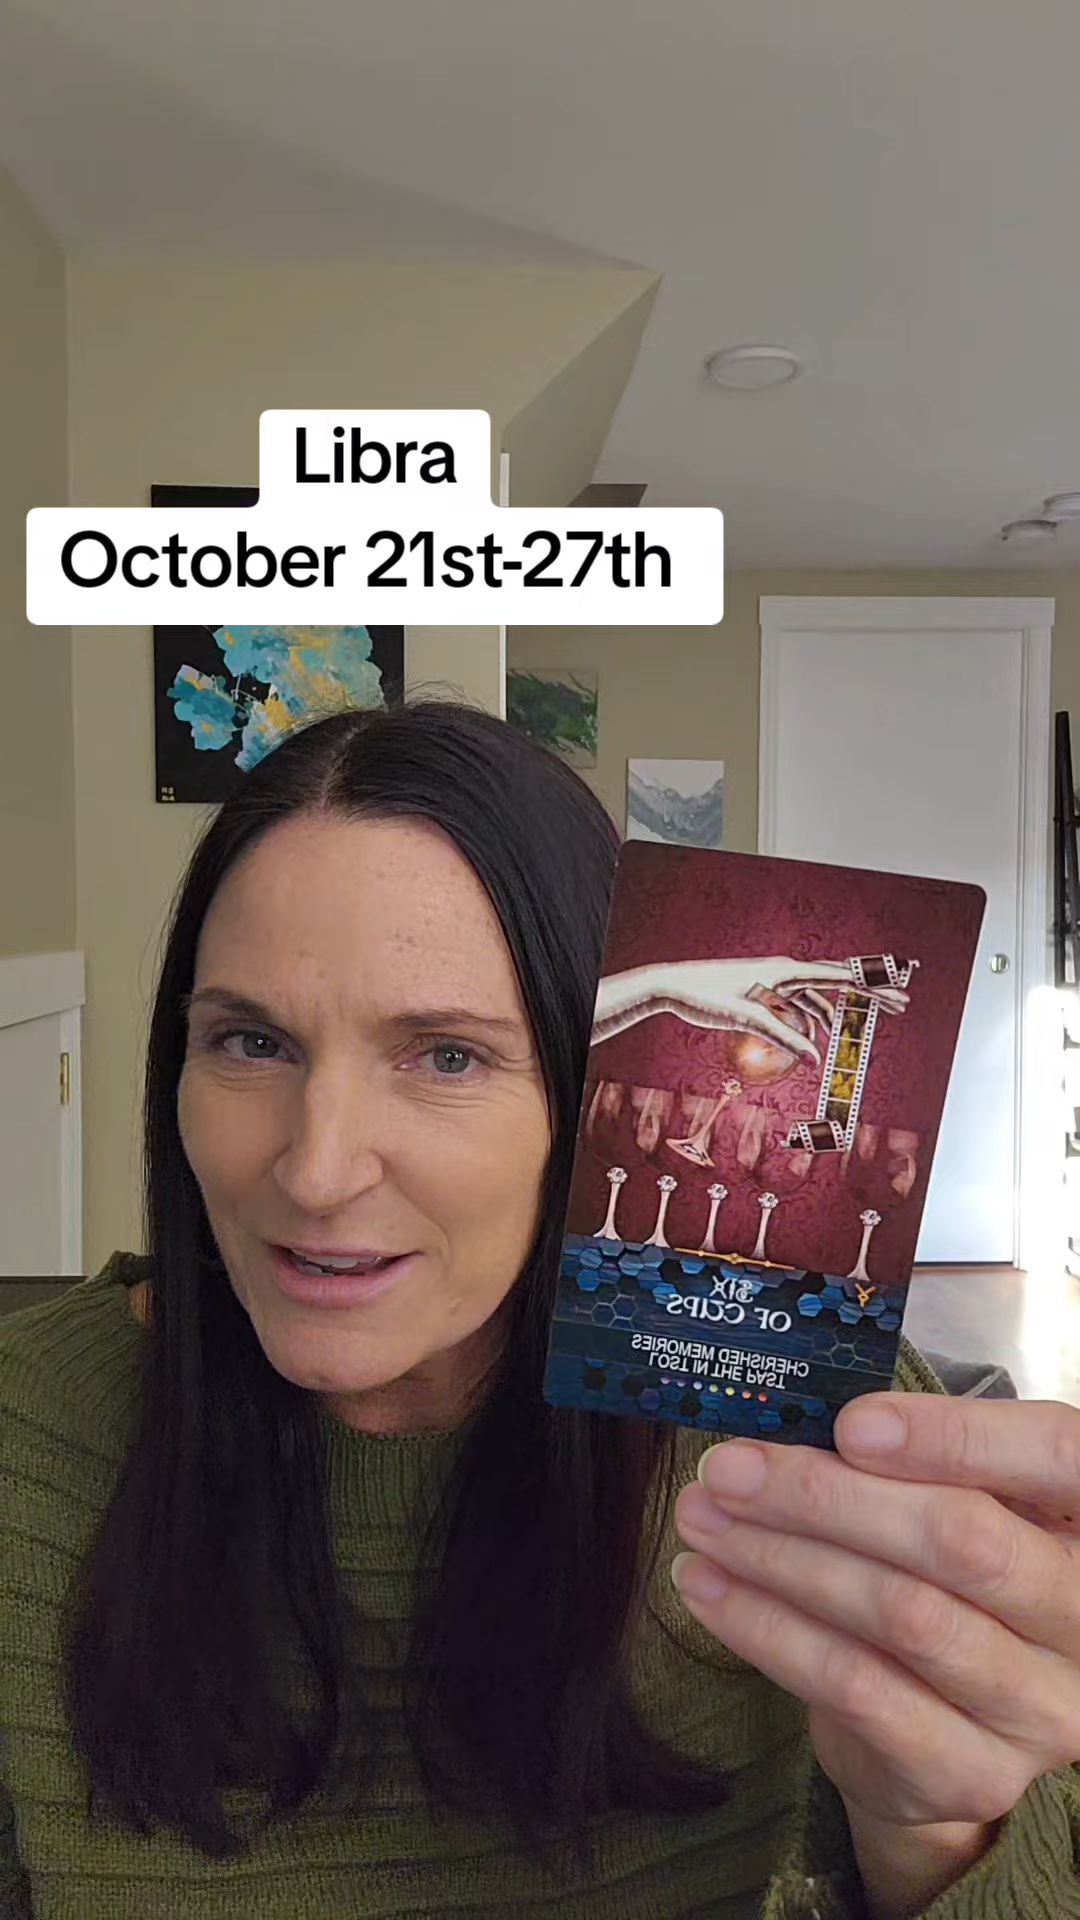 Libra
October 21st-27th
SIX
OF CUPS
CHERISHED MEMORIES
LOST IN THE PAST